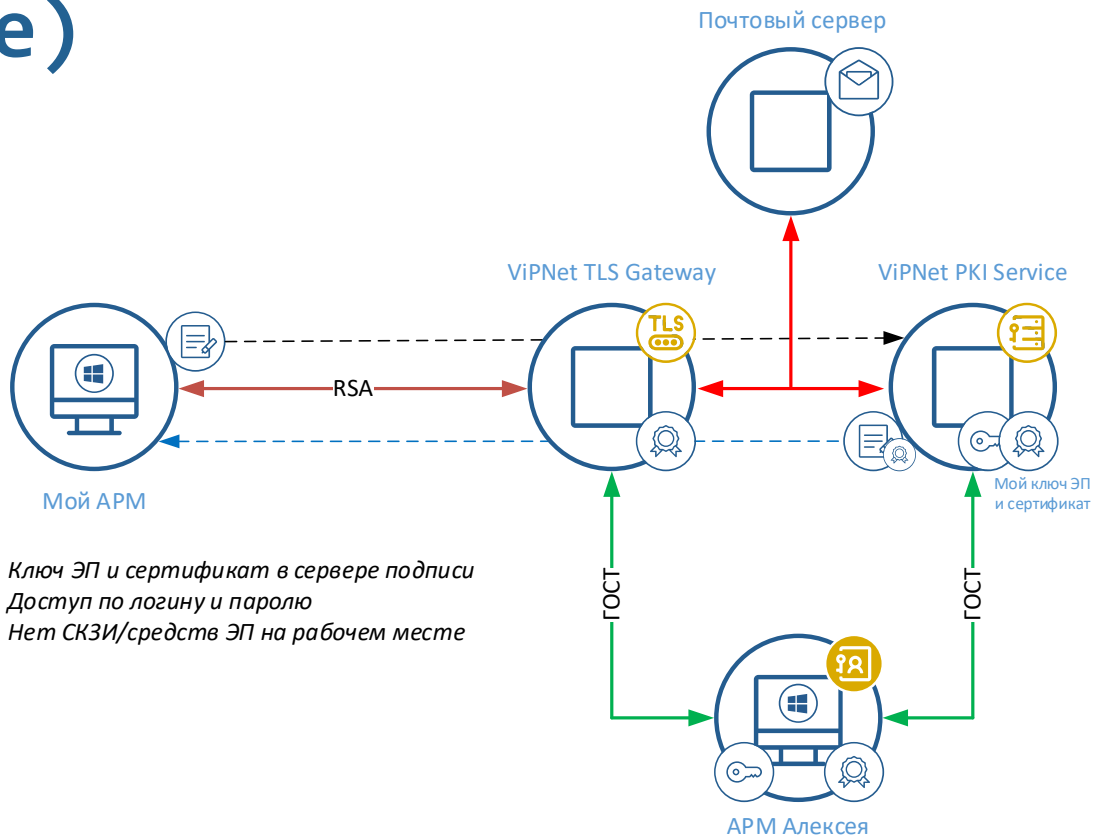 е)
Почтовый сервер
ViPNet TLS Gateway
ViPNet PKI Service
TLS
RSA
Мой АРМ
Мой ключ ЭП
и сертификат
Ключ ЭП и сертификат в сервере подписи
Доступ по логину и паролю
Нет СКЗИ/средств ЭП на рабочем месте
ГОСТ
ГОСТ
АРМ Алексея